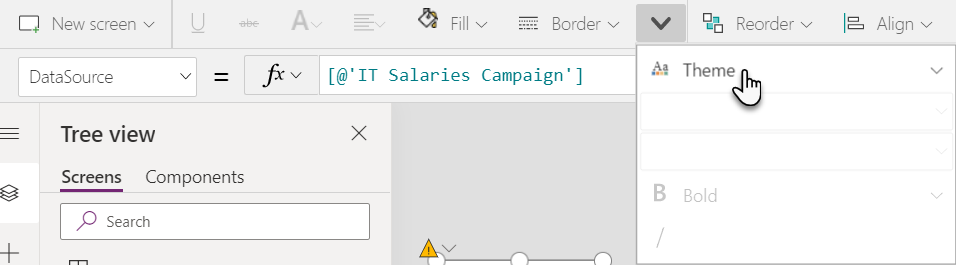 New screen U abc A Fill Border Reorder Align
DataSource = fx [@'IT Salaries Campaign']
Aa Theme
Tree view
Screens Components
B Bold
Search
/